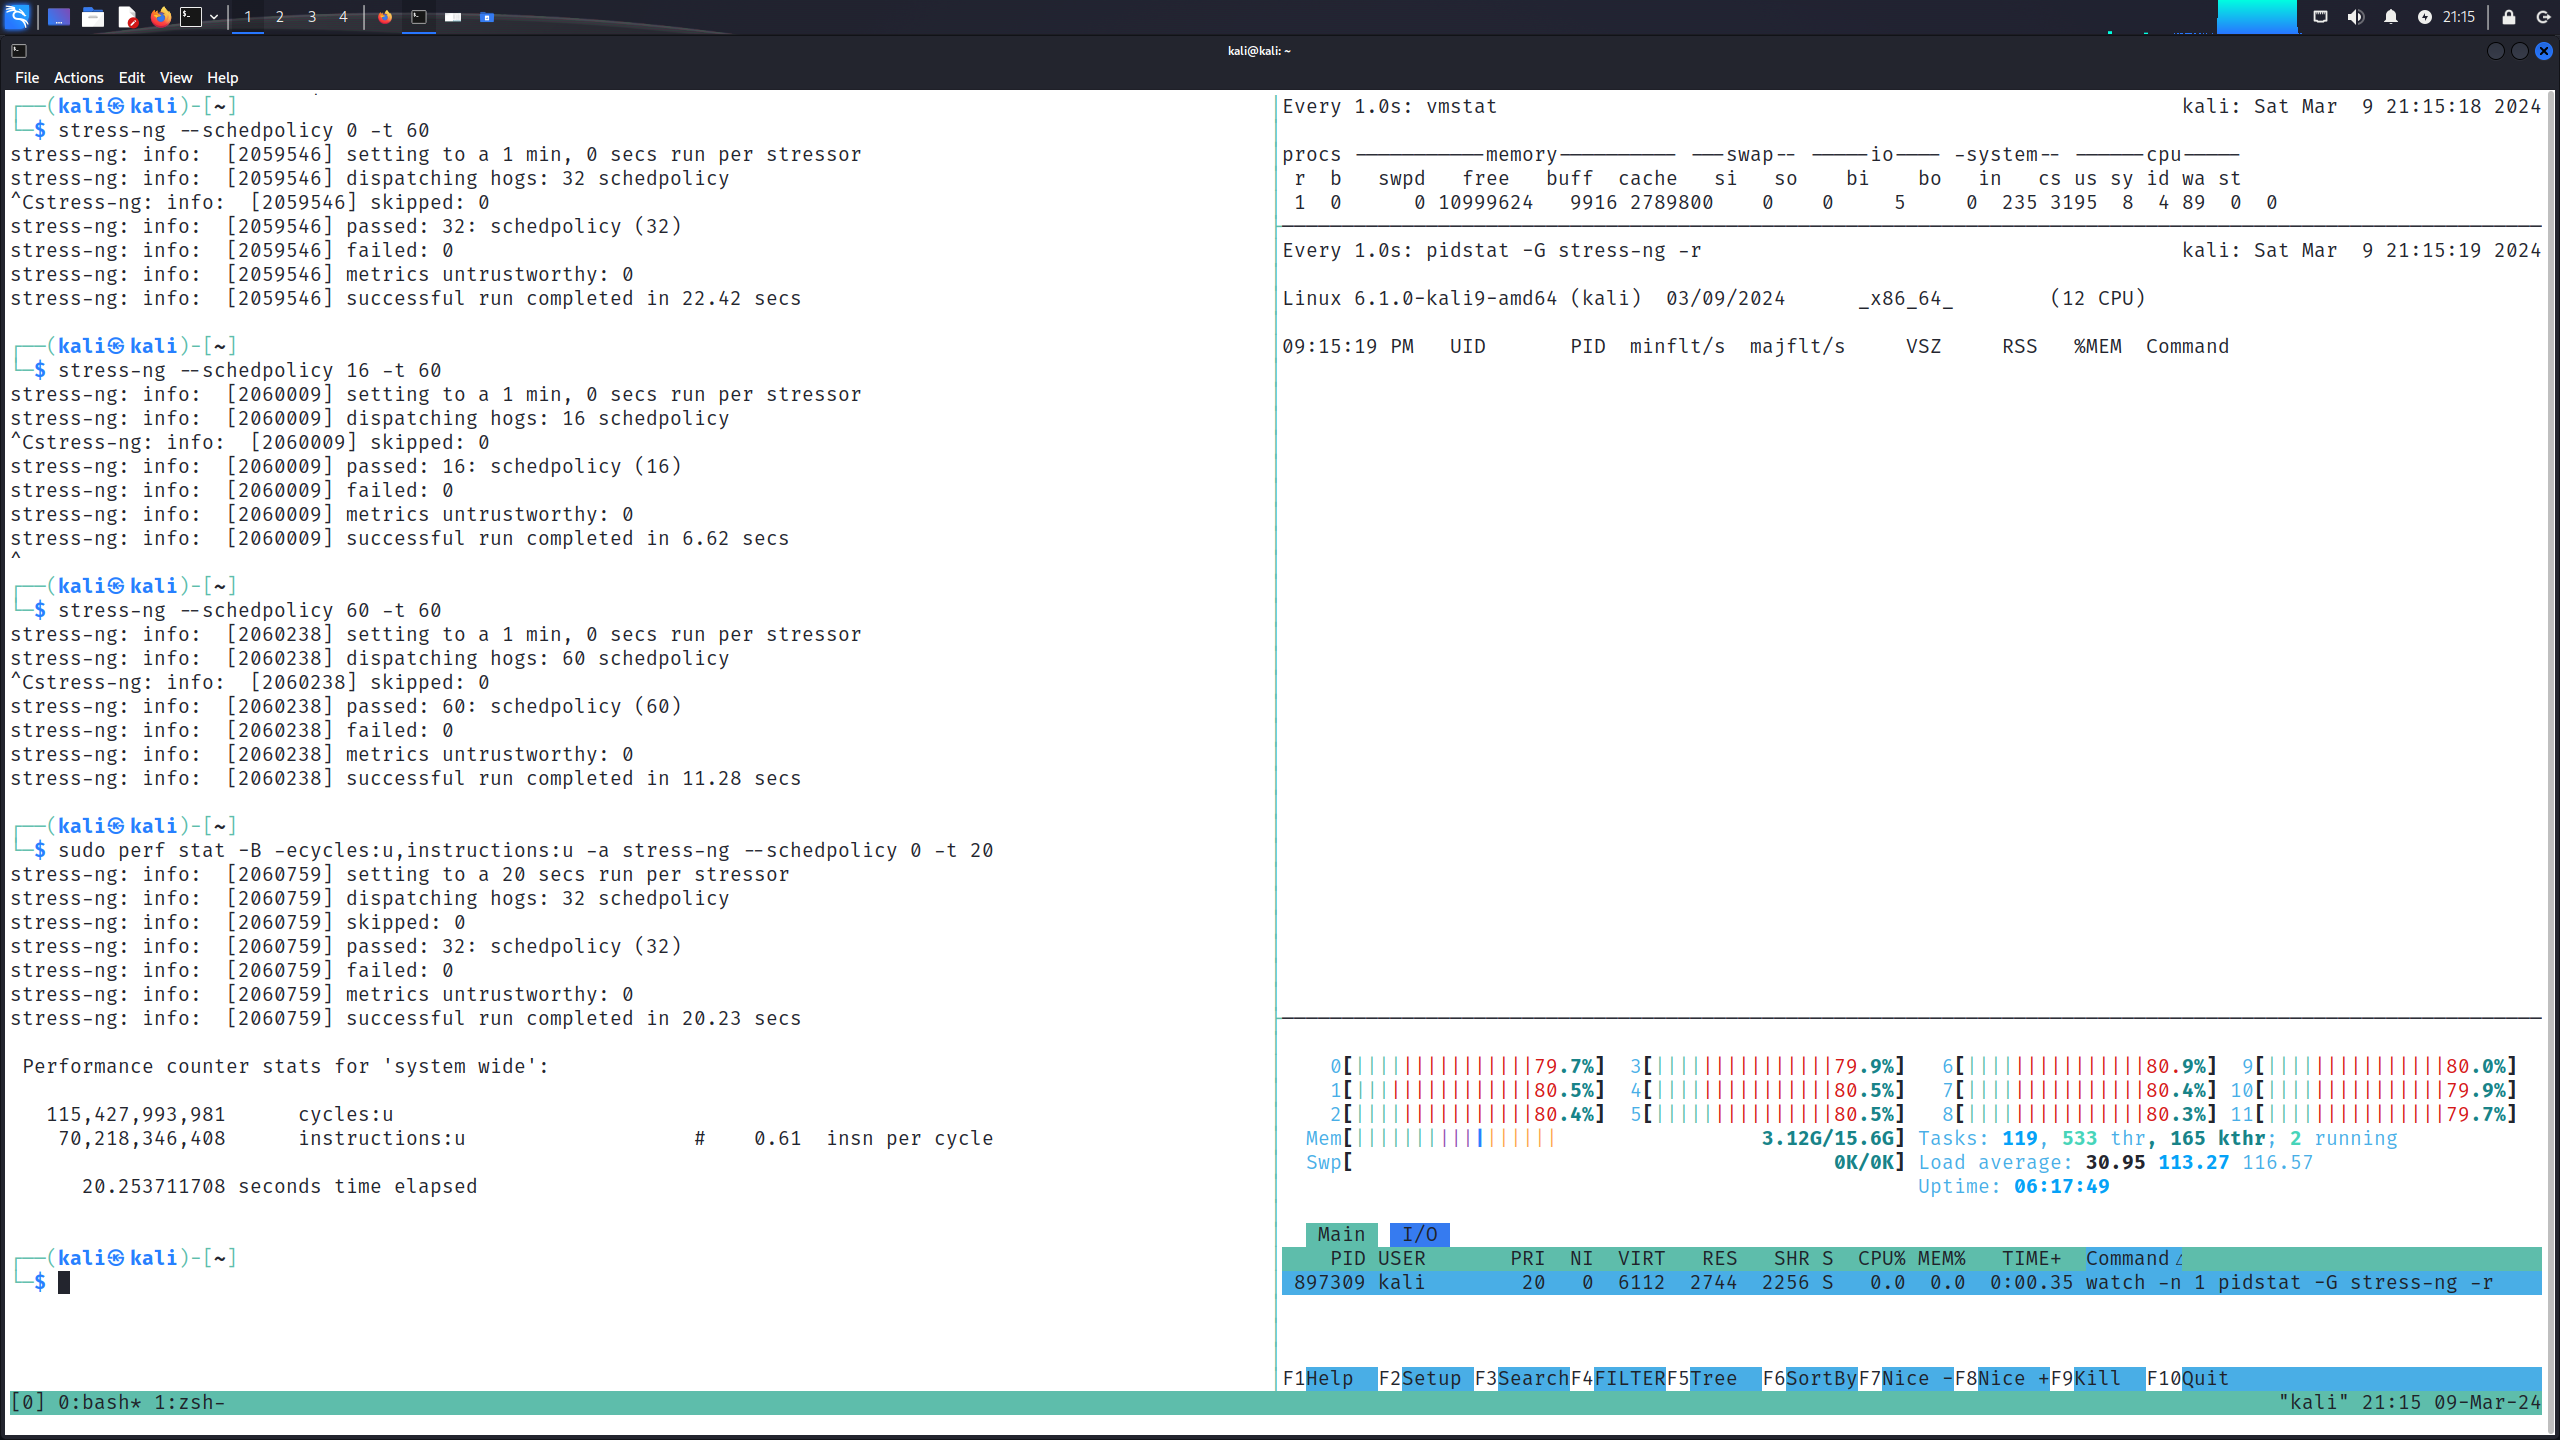 1 2 3 4 21:15
kali@kali: ~
File Actions Edit View Help
(kali㉿kali)-[~]
$ stress-ng --schedpolicy 0 -t 60
stress-ng: info:  [2059546] setting to a 1 min, 0 secs run per stressor
stress-ng: info:  [2059546] dispatching hogs: 32 schedpolicy
^Cstress-ng: info:  [2059546] skipped: 0
stress-ng: info:  [2059546] passed: 32: schedpolicy (32)
stress-ng: info:  [2059546] failed: 0
stress-ng: info:  [2059546] metrics untrustworthy: 0
stress-ng: info:  [2059546] successful run completed in 22.42 secs
(kali㉿kali)-[~]
$ stress-ng --schedpolicy 16 -t 60
stress-ng: info:  [2060009] setting to a 1 min, 0 secs run per stressor
stress-ng: info:  [2060009] dispatching hogs: 16 schedpolicy
^Cstress-ng: info:  [2060009] skipped: 0
stress-ng: info:  [2060009] passed: 16: schedpolicy (16)
stress-ng: info:  [2060009] failed: 0
stress-ng: info:  [2060009] metrics untrustworthy: 0
stress-ng: info:  [2060009] successful run completed in 6.62 secs
^
(kali㉿kali)-[~]
$ stress-ng --schedpolicy 60 -t 60
stress-ng: info:  [2060238] setting to a 1 min, 0 secs run per stressor
stress-ng: info:  [2060238] dispatching hogs: 60 schedpolicy
^Cstress-ng: info:  [2060238] skipped: 0
stress-ng: info:  [2060238] passed: 60: schedpolicy (60)
stress-ng: info:  [2060238] failed: 0
stress-ng: info:  [2060238] metrics untrustworthy: 0
stress-ng: info:  [2060238] successful run completed in 11.28 secs
(kali㉿kali)-[~]
$ sudo perf stat -B -ecycles:u,instructions:u -a stress-ng --schedpolicy 0 -t 20
stress-ng: info:  [2060759] setting to a 20 secs run per stressor
stress-ng: info:  [2060759] dispatching hogs: 32 schedpolicy
stress-ng: info:  [2060759] skipped: 0
stress-ng: info:  [2060759] passed: 32: schedpolicy (32)
stress-ng: info:  [2060759] failed: 0
stress-ng: info:  [2060759] metrics untrustworthy: 0
stress-ng: info:  [2060759] successful run completed in 20.23 secs
Performance counter stats for 'system wide':
115,427,993,981      cycles:u
70,218,346,408      instructions:u                   #    0.61  insn per cycle
20.253711708 seconds time elapsed
(kali㉿kali)-[~]
$
Every 1.0s: vmstat kali: Sat Mar  9 21:15:18 2024
procs -----------memory---------- ---swap-- -----io---- -system-- ------cpu-----
r  b   swpd   free   buff  cache   si   so    bi    bo   in   cs us sy id wa st
1  0      0 10999624   9916 2789800    0    0     5     0  235 3195  8  4 89  0  0
Every 1.0s: pidstat -G stress-ng -r kali: Sat Mar  9 21:15:19 2024
Linux 6.1.0-kali9-amd64 (kali)  03/09/2024      _x86_64_        (12 CPU)
09:15:19 PM   UID       PID  minflt/s  majflt/s     VSZ     RSS   %MEM  Command
0[79.7%] 3[79.9%] 6[80.9%] 9[80.0%]
1[80.5%] 4[80.5%] 7[80.4%] 10[79.9%]
2[80.4%] 5[80.5%] 8[80.3%] 11[79.7%]
Mem[3.12G/15.6G] Tasks: 119, 533 thr, 165 kthr; 2 running
Swp[0K/0K] Load average: 30.95 113.27 116.57
Uptime: 06:17:49
Main I/O
PID USER       PRI  NI  VIRT   RES   SHR S  CPU% MEM%   TIME+  Command△
897309 kali       20   0  6112  2744  2256 S   0.0  0.0  0:00.35 watch -n 1 pidstat -G stress-ng -r
F1Help  F2Setup F3SearchF4FILTERF5Tree  F6SortByF7Nice -F8Nice +F9Kill  F10Quit
[0] 0:bash* 1:zsh- "kali" 21:15 09-Mar-24